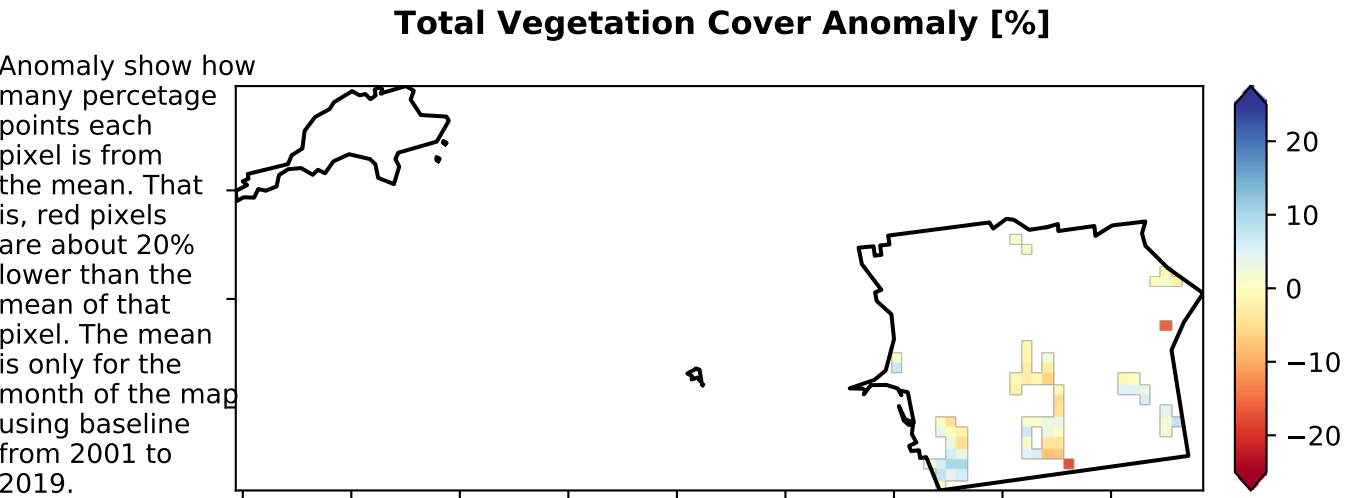 Total Vegetation Cover Anomaly [%]
Anomaly show how
many percetage
points each
pixel is from
the mean. That
is, red pixels
are about 20%
lower than the
mean of that
pixel. The mean
is only for the
month of the map
using baseline
from 2001 to
2019.
20
10
0
−10
−20